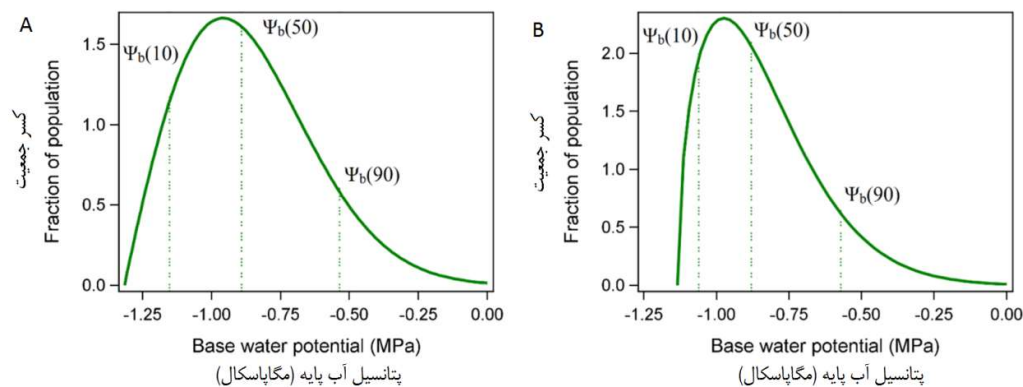 A
کسر جمعیت
Fraction of population
1.5
1.0
0.5
0.0
Ψb(10)
Ψb(50)
Ψb(90)
-1.25 -1.00 -0.75 -0.50 -0.25 0.00
Base water potential (MPa)
پتانسیل آب پایه (مگاپاسکال)
B
کسر جمعیت
Fraction of population
2.0
1.5
1.0
0.5
0.0
Ψb(10)
Ψb(50)
Ψb(90)
-1.25 -1.00 -0.75 -0.50 -0.25 0.00
Base water potential (MPa)
پتانسیل آب پایه (مگاپاسکال)